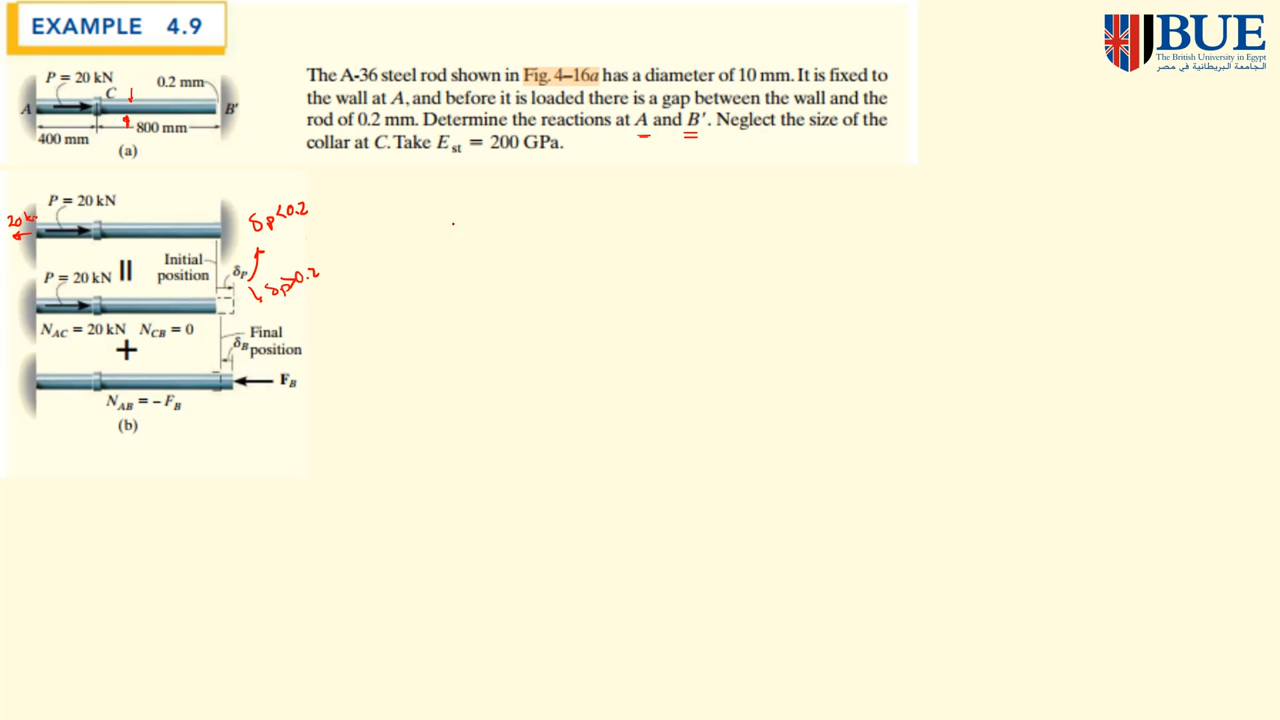 EXAMPLE 4.9
BUE
The British University in Egypt
الجامعة البريطانية في مصر
P = 20 kN
0.2 mm
C
A
B'
800 mm
400 mm
(a)
The A-36 steel rod shown in Fig. 4–16a has a diameter of 10 mm. It is fixed to
the wall at A, and before it is loaded there is a gap between the wall and the
rod of 0.2 mm. Determine the reactions at A and B'. Neglect the size of the
collar at C. Take E st = 200 GPa.
P = 20 kN
δP<0.2
Initial
position
P = 20 kN
δP
δP>0.2
NAC = 20 kN NCB = 0
+
Final
position
δB
FB
NAB = − FB
(b)